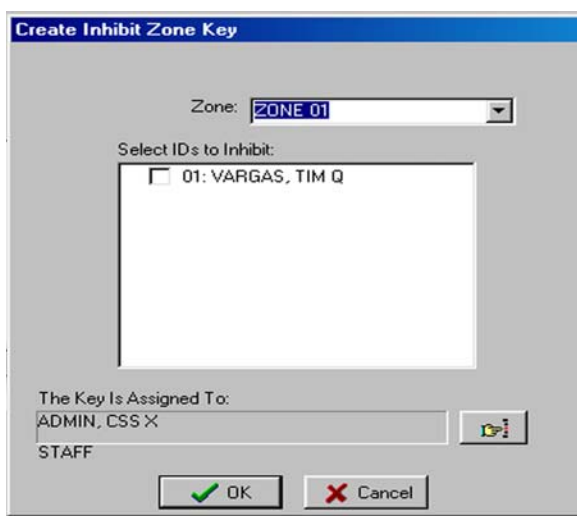 Create Inhibit Zone Key
Zone: ZONE 01
Select IDs to Inhibit:
01: VARGAS, TIM Q
The Key Is Assigned To:
ADMIN, CSS X
STAFF
OK Cancel